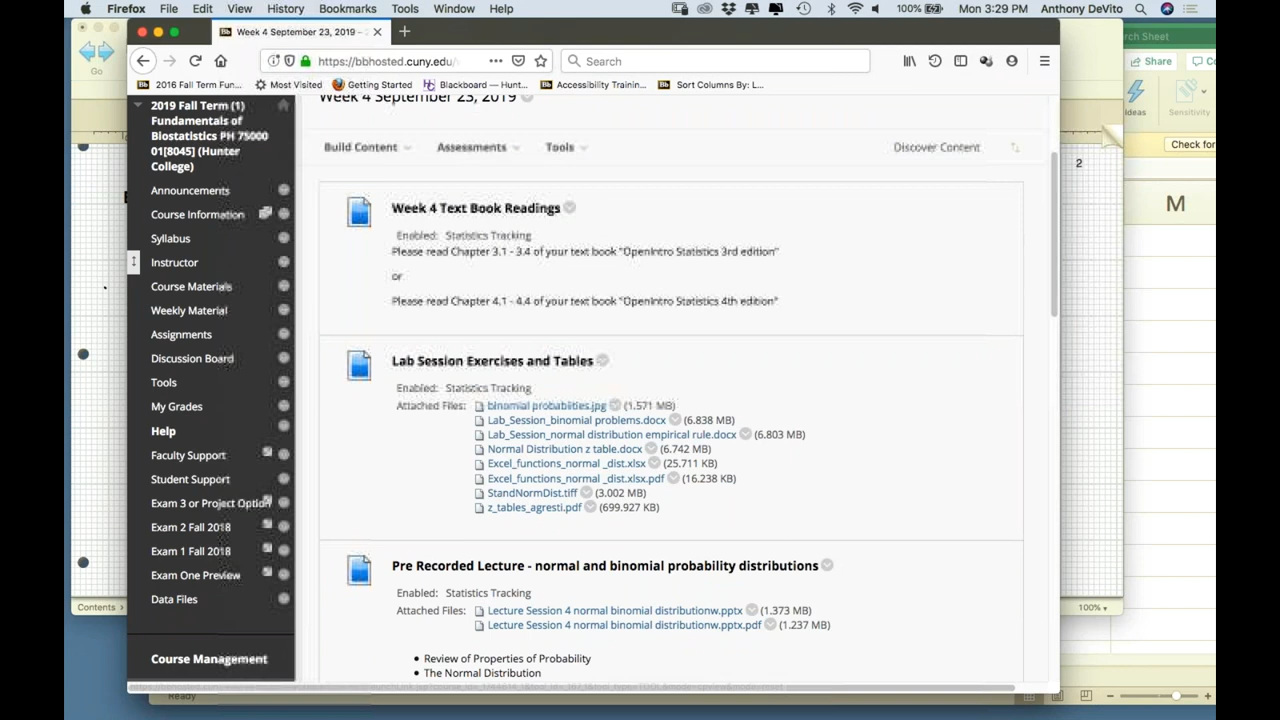 Firefox File Edit View History Bookmarks Tools Window Help 100% Mon 3:29 PM Anthony DeVito
Week 4 September 23, 2019 –
Go
https://bbhosted.cuny.edu/
Search
2016 Fall Term Fun... Most Visited Getting Started Blackboard — Hunt... Accessibility Trainin... Sort Columns By: L...
rch Sheet
Share
Ideas
Sensitivity
Check for
2
M
2019 Fall Term (1)
Fundamentals of
Biostatistics PH 75000
01[8045] (Hunter
College)
Announcements
Course Information
Syllabus
Instructor
Course Materials
Weekly Material
Assignments
Discussion Board
Tools
My Grades
Help
Faculty Support
Student Support
Exam 3 or Project Option
Exam 2 Fall 2018
Exam 1 Fall 2018
Exam One Preview
Data Files
Course Management
Week 4 September 23, 2019
Build Content Assessments Tools Discover Content
Week 4 Text Book Readings
Enabled: Statistics Tracking
Please read Chapter 3.1 - 3.4 of your text book "OpenIntro Statistics 3rd edition"
or
Please read Chapter 4.1 - 4.4 of your text book "OpenIntro Statistics 4th edition"
Lab Session Exercises and Tables
Enabled: Statistics Tracking
Attached Files: binomial probabilities.jpg (1.571 MB)
Lab_Session_binomial problems.docx (6.838 MB)
Lab_Session_normal distribution empirical rule.docx (6.803 MB)
Normal Distribution z table.docx (6.742 MB)
Excel_functions_normal _dist.xlsx (25.711 KB)
Excel_functions_normal _dist.xlsx.pdf (16.238 KB)
StandNormDist.tiff (3.002 MB)
z_tables_agresti.pdf (699.927 KB)
Pre Recorded Lecture - normal and binomial probability distributions
Enabled: Statistics Tracking
Attached Files: Lecture Session 4 normal binomial distributionw.pptx (1.373 MB)
Lecture Session 4 normal binomial distributionw.pptx.pdf (1.237 MB)
• Review of Properties of Probability
• The Normal Distribution
Contents
100%
Ready